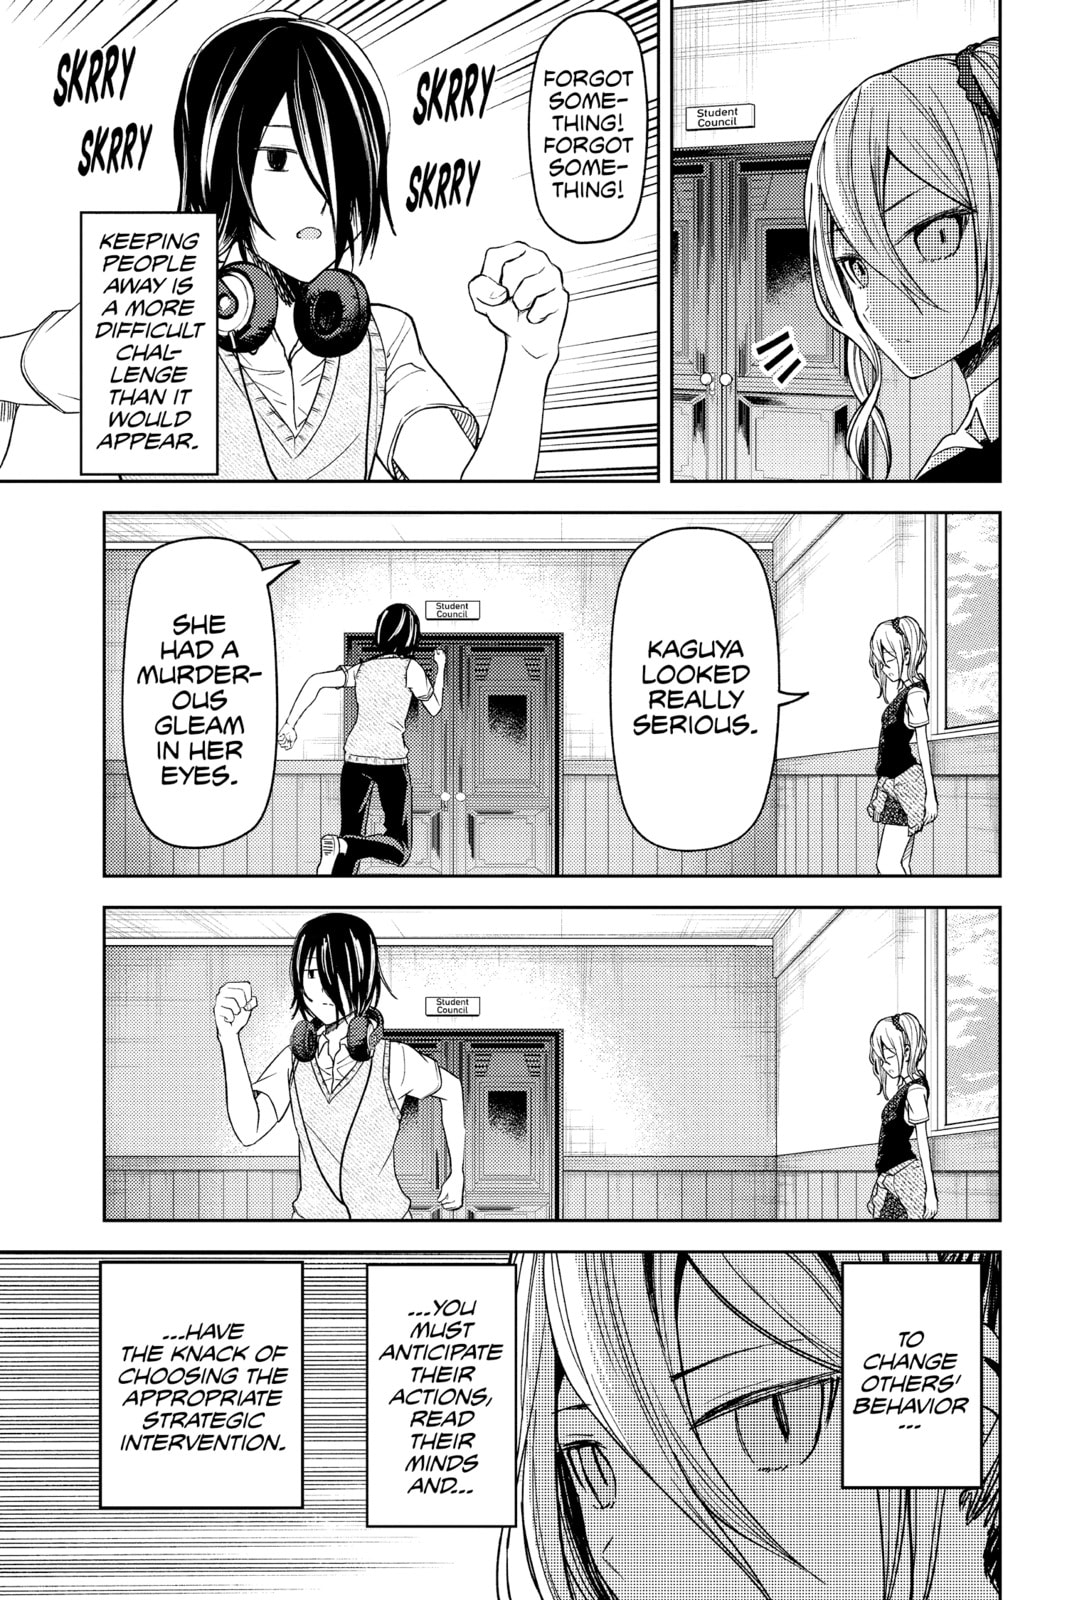 Student
Council
FORGOT
SOME-
THING!
FORGOT
SOME-
THING!
SKRRY
SKRRY
SKRRY
SKRRY
KEEPING
PEOPLE
AWAY IS
A MORE
DIFFICULT
CHAL-
LENGE
THAN IT
WOULD
APPEAR.
KAGUYA
LOOKED
REALLY
SERIOUS.
Student
Council
SHE
HAD A
MURDER-
OUS
GLEAM
IN HER
EYES.
Student
Council
TO
CHANGE
OTHERS'
BEHAVIOR
...
...YOU
MUST
ANTICIPATE
THEIR
ACTIONS,
READ
THEIR
MINDS
AND...
...HAVE
THE KNACK OF
CHOOSING THE
APPROPRIATE
STRATEGIC
INTERVENTION.